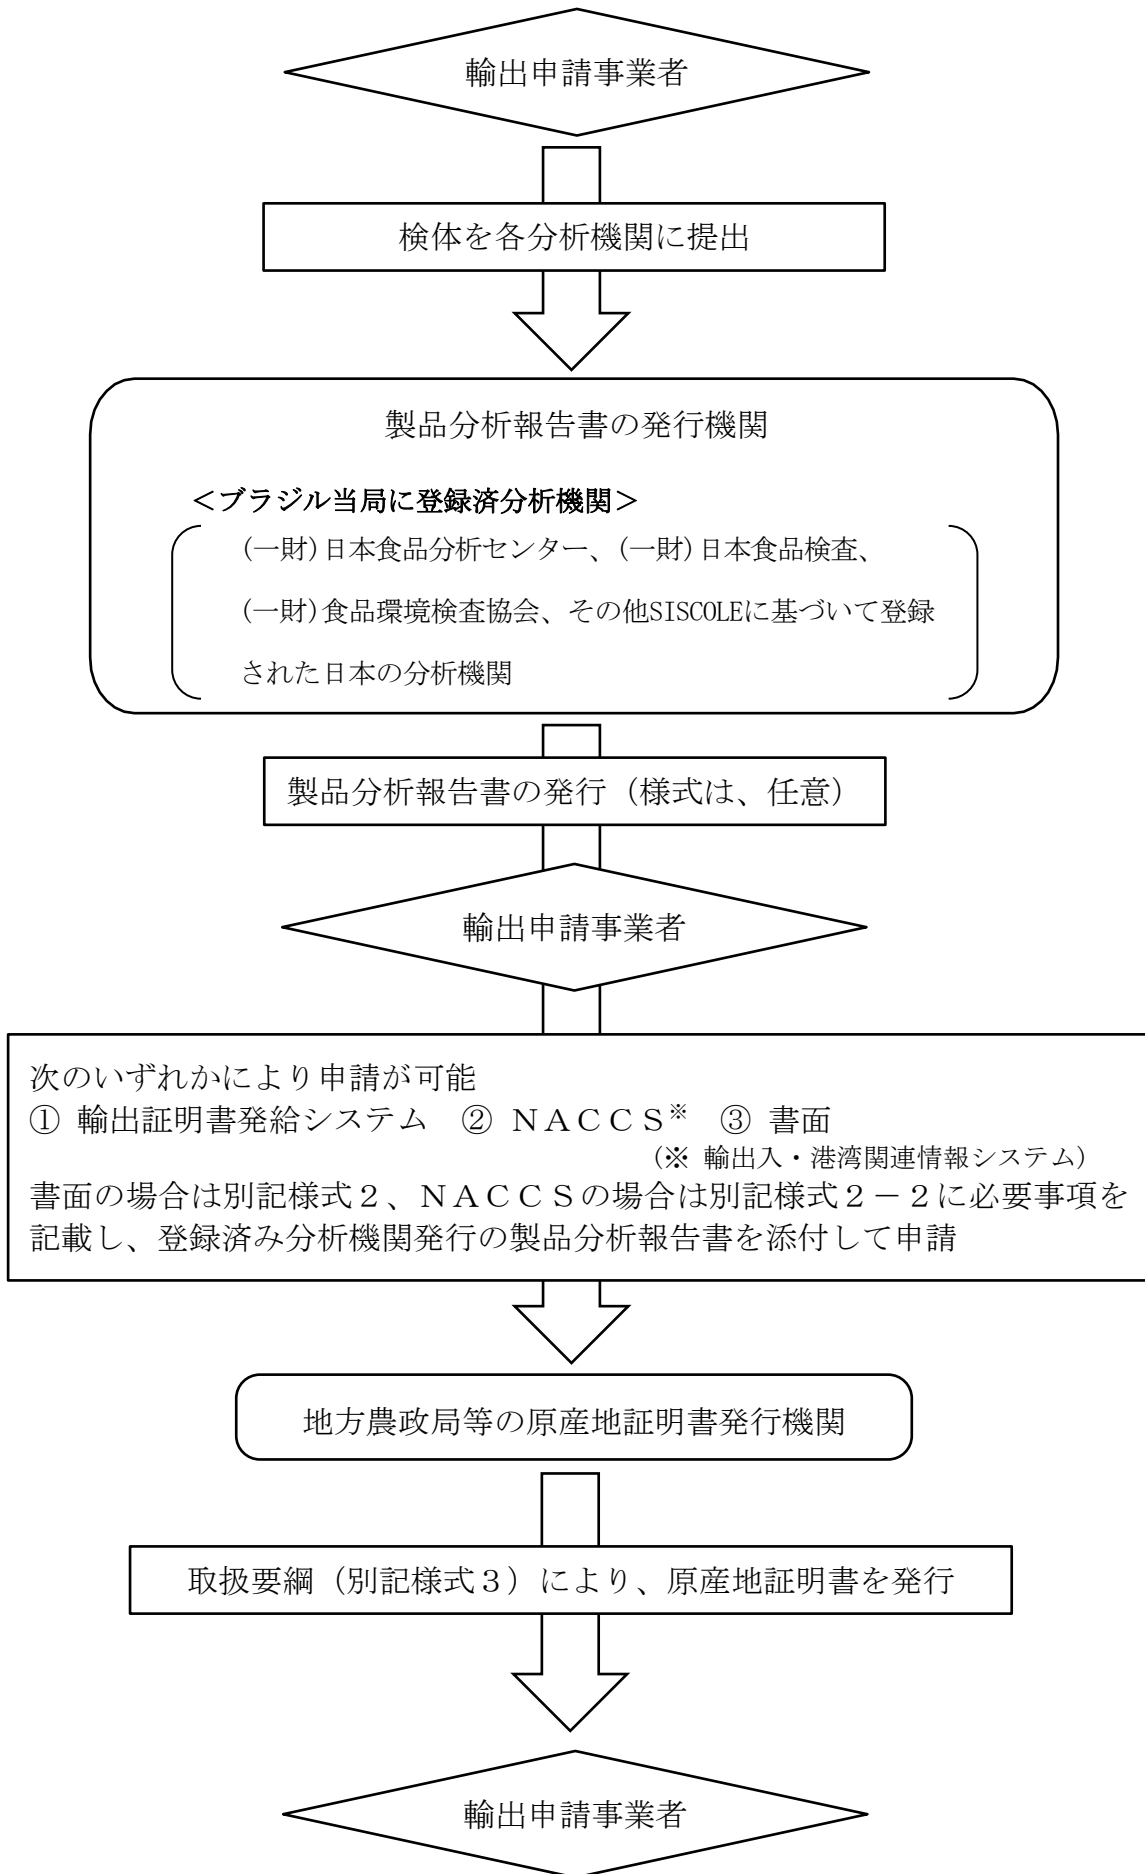 輸出申請事業者
検体を各分析機関に提出
製品分析報告書の発行機関
＜ブラジル当局に登録済分析機関＞
(一財)日本食品分析センター、(一財)日本食品検査、
(一財)食品環境検査協会、その他SISCOLEに基づいて登録
された日本の分析機関
製品分析報告書の発行（様式は、任意）
輸出申請事業者
次のいずれかにより申請が可能
① 輸出証明書発給システム　② ＮＡＣＣＳ※　③ 書面
（※ 輸出入・港湾関連情報システム）
書面の場合は別記様式２、ＮＡＣＣＳの場合は別記様式２－２に必要事項を
記載し、登録済み分析機関発行の製品分析報告書を添付して申請
地方農政局等の原産地証明書発行機関
取扱要綱（別記様式３）により、原産地証明書を発行
輸出申請事業者